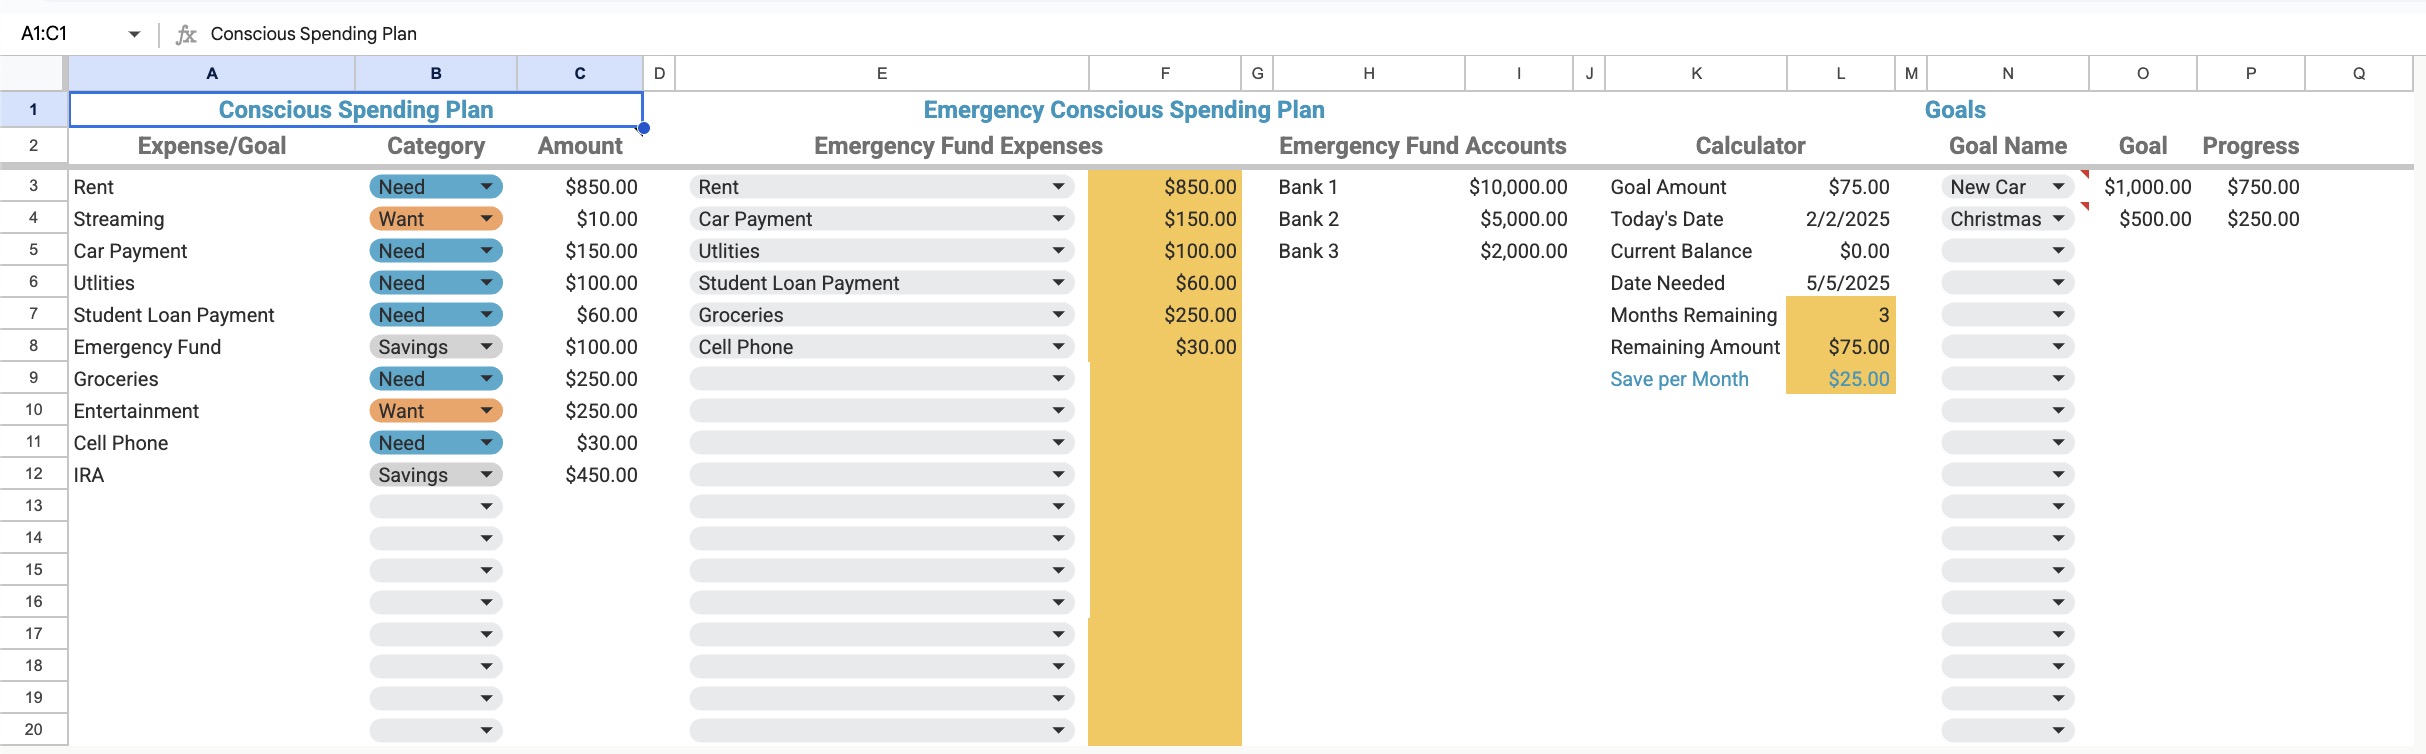 A1:C1 fx Conscious Spending Plan
A B C D E F G H I J K L M N O P Q
1 Conscious Spending Plan Emergency Conscious Spending Plan Goals
2 Expense/Goal Category Amount Emergency Fund Expenses Emergency Fund Accounts Calculator Goal Name Goal Progress
3 Rent Need $850.00 Rent $850.00 Bank 1 $10,000.00 Goal Amount $75.00 New Car $1,000.00 $750.00
4 Streaming Want $10.00 Car Payment $150.00 Bank 2 $5,000.00 Today's Date 2/2/2025 Christmas $500.00 $250.00
5 Car Payment Need $150.00 Utlities $100.00 Bank 3 $2,000.00 Current Balance $0.00
6 Utlities Need $100.00 Student Loan Payment $60.00 Date Needed 5/5/2025
7 Student Loan Payment Need $60.00 Groceries $250.00 Months Remaining 3
8 Emergency Fund Savings $100.00 Cell Phone $30.00 Remaining Amount $75.00
9 Groceries Need $250.00 Save per Month $25.00
10 Entertainment Want $250.00
11 Cell Phone Need $30.00
12 IRA Savings $450.00
13
14
15
16
17
18
19
20